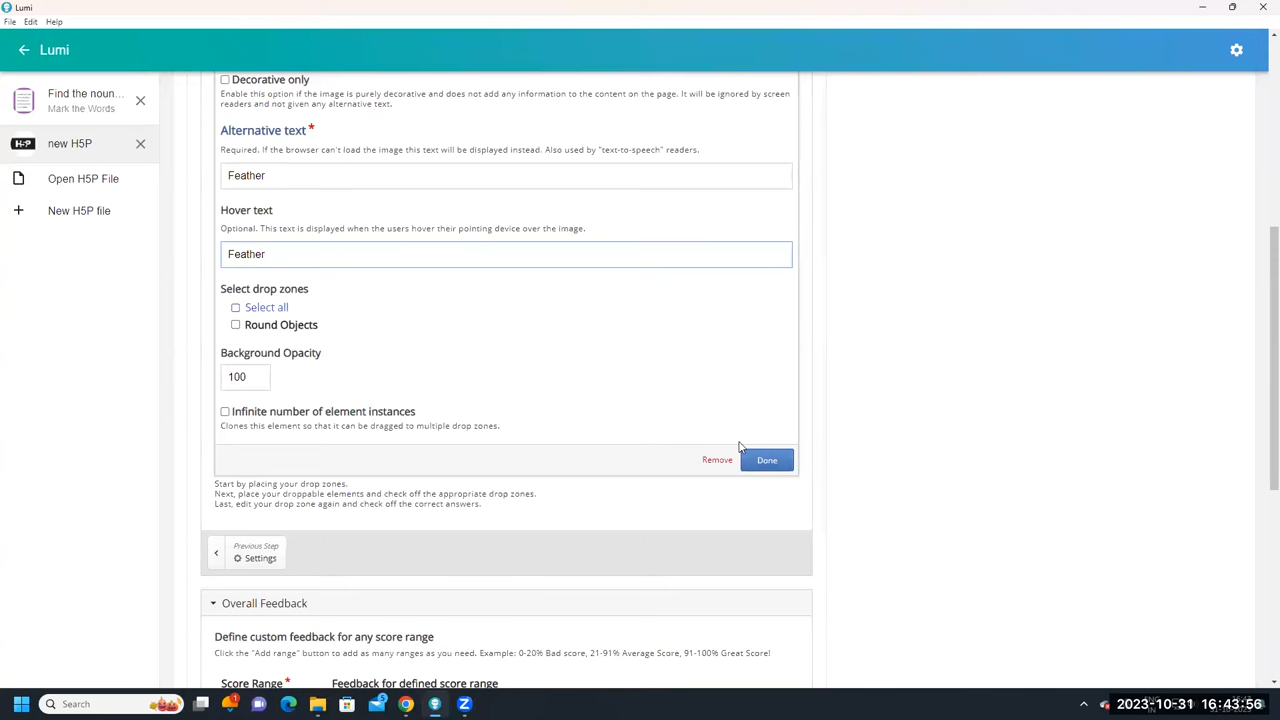 Lumi
File Edit Help
Lumi
Find the noun...
Mark the Words
H5P new H5P
Open H5P File
New H5P file
Decorative only
Enable this option if the image is purely decorative and does not add any information to the content on the page. It will be ignored by screen
readers and not given any alternative text.
Alternative text *
Required. If the browser can't load the image this text will be displayed instead. Also used by "text-to-speech" readers.
Feather
Hover text
Optional. This text is displayed when the users hover their pointing device over the image.
Feather
Select drop zones
Select all
Round Objects
Background Opacity
100
Infinite number of element instances
Clones this element so that it can be dragged to multiple drop zones.
Remove Done
Start by placing your drop zones.
Next, place your droppable elements and check off the appropriate drop zones.
Last, edit your drop zone again and check off the correct answers.
Previous Step
Settings
Overall Feedback
Define custom feedback for any score range
Click the "Add range" button to add as many ranges as you need. Example: 0-20% Bad score, 21-91% Average Score, 91-100% Great Score!
Score Range * Feedback for defined score range
Search
2023-10-31 16:43:56